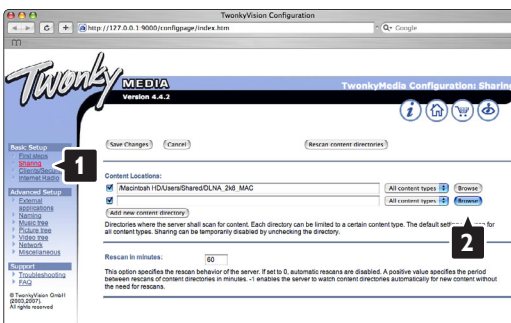 TwonkyVision Configuration
http://127.0.0.1:9000/configpage/index.htm
Google
Twonky
MEDIA
Version 4.4.2
TwonkyMedia Configuration: Sharing
Save Changes
Cancel
Rescan content directories
Basic Setup
First steps
Sharing
Clients/Security
Internet Radio
1
Advanced Setup
External
applications
Naming
Music tree
Picture tree
Video tree
Network
Miscellaneous
Support
Troubleshooting
FAQ
© TwonkyVision GmbH
(2003,2007).
All rights reserved
Content Locations:
/Macintosh HD/Users/Shared/DLNA_2k8_MAC
All content types
Browse
All content types
Browse
2
Add new content directory
Directories where the server shall scan for content. Each directory can be limited to a certain content type. The default for
all content types. Sharing can be temporarily disabled by unchecking the directory.
Rescan in minutes:
60
This option specifies the rescan behavior of the server. If set to 0, automatic rescans are disabled. A positive value specifies the period
between rescans of content directories in minutes. -1 enables the server to watch content directories automatically for new content without
the need for rescans.